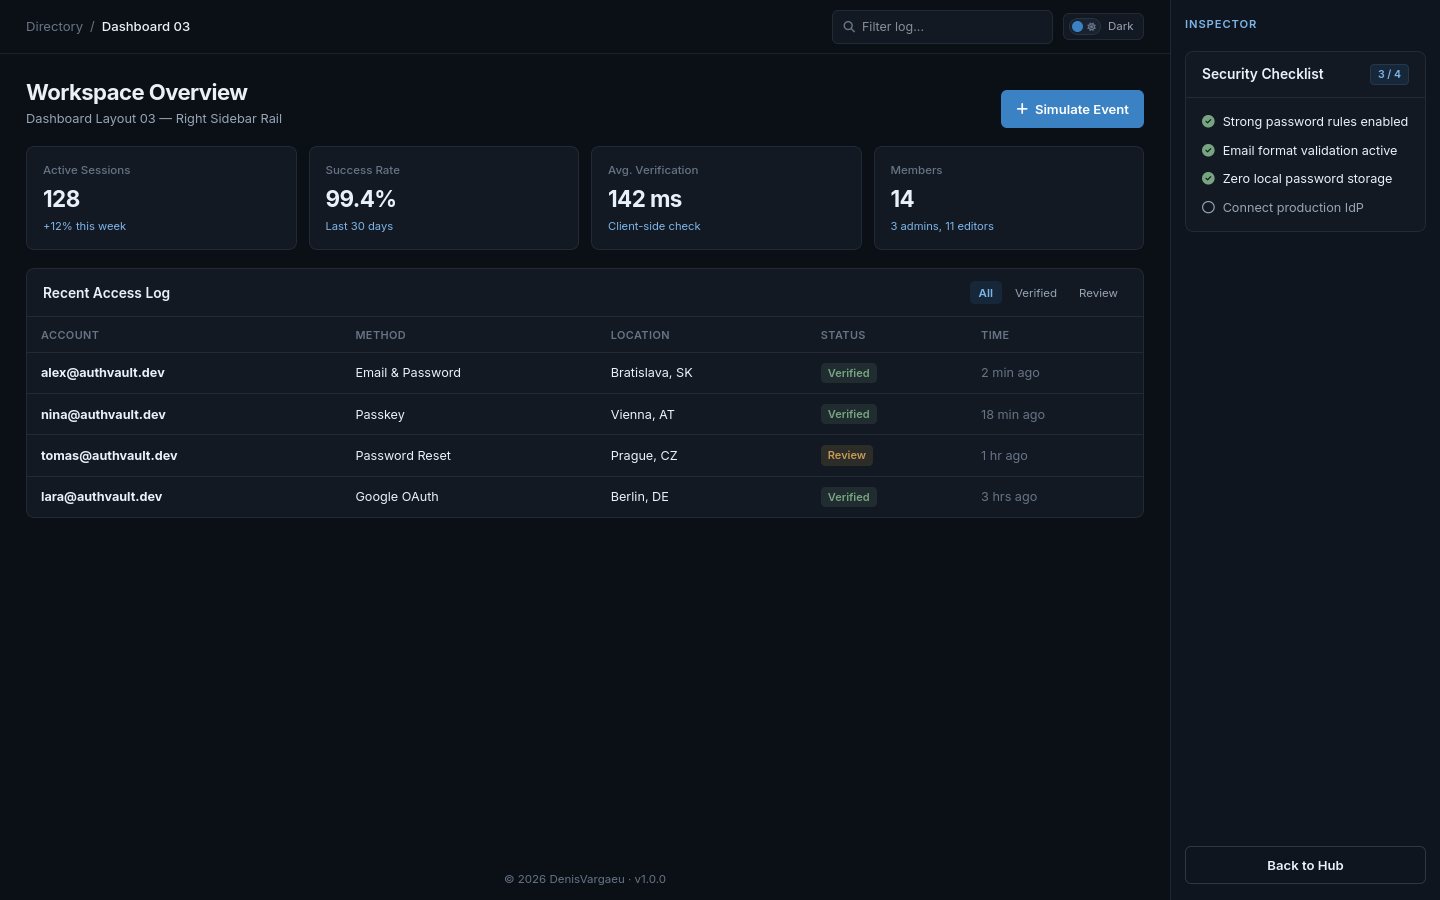 Directory / Dashboard 03
Filter log...
Dark
Workspace Overview
Dashboard Layout 03 — Right Sidebar Rail
Simulate Event
Active Sessions
128
+12% this week
Success Rate
99.4%
Last 30 days
Avg. Verification
142 ms
Client-side check
Members
14
3 admins, 11 editors
Recent Access Log
All Verified Review
ACCOUNT METHOD LOCATION STATUS TIME
alex@authvault.dev Email & Password Bratislava, SK Verified 2 min ago
nina@authvault.dev Passkey Vienna, AT Verified 18 min ago
tomas@authvault.dev Password Reset Prague, CZ Review 1 hr ago
lara@authvault.dev Google OAuth Berlin, DE Verified 3 hrs ago
© 2026 DenisVargaeu · v1.0.0
INSPECTOR
Security Checklist 3 / 4
Strong password rules enabled
Email format validation active
Zero local password storage
Connect production IdP
Back to Hub